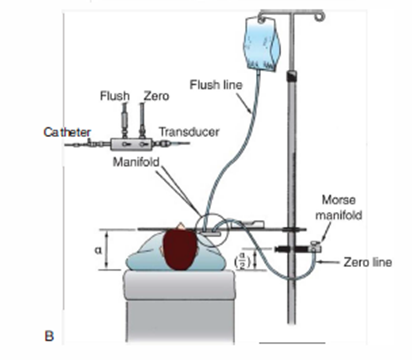 Flush line
Flush Zero
Catheter
Transducer
Manifold
Morse
manifold
a
(a/2)
Zero line
B